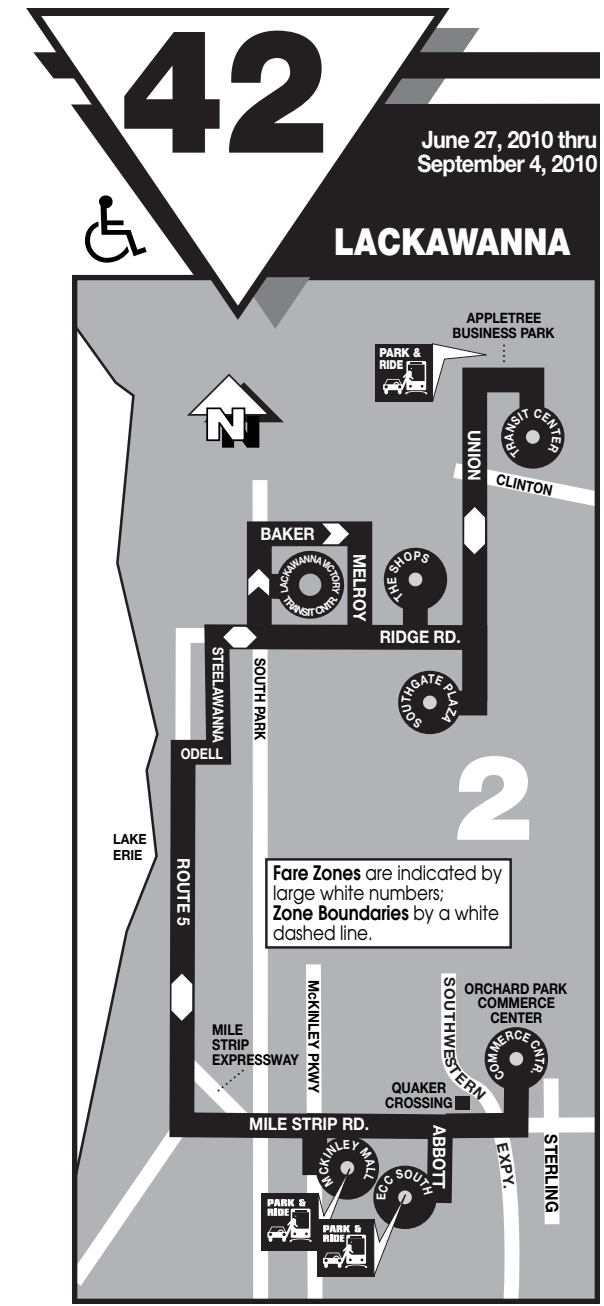 42
June 27, 2010 thru
September 4, 2010
LACKAWANNA
APPLETREE
BUSINESS PARK
PARK &
RIDE
TRANSIT CENTER
UNION
CLINTON
N
BAKER
LACKAWANNA VICTORY
TRANSIT CNTR.
MELROY
THE SHOPS
RIDGE RD.
STEELAWANNA
SOUTH PARK
SOUTHGATE PLAZA
ODELL
2
LAKE
ERIE
ROUTE 5
Fare Zones are indicated by
large white numbers;
Zone Boundaries by a white
dashed line.
McKINLEY PKWY
SOUTHWESTERN
EXPY.
ORCHARD PARK
COMMERCE
CENTER
COMMERCE CNTR.
MILE
STRIP
EXPRESSWAY
QUAKER
CROSSING
MILE STRIP RD.
ABBOTT
STERLING
MCKINLEY MALL
ECC SOUTH
PARK &
RIDE
PARK &
RIDE